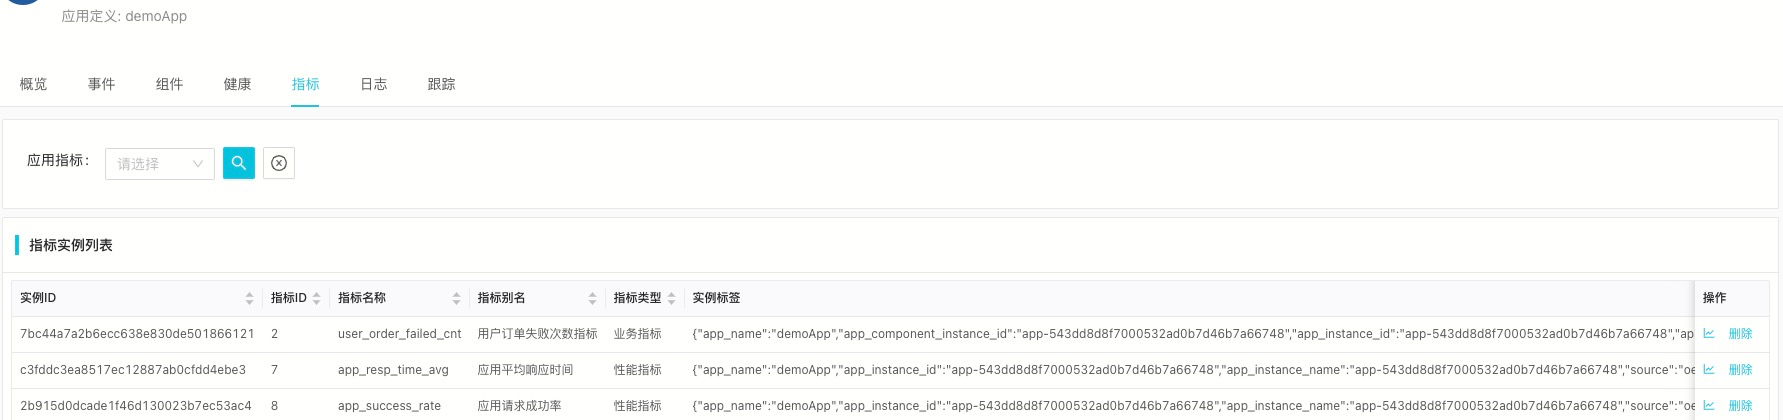 应用定义: demoApp
概览 事件 组件 健康 指标 日志 跟踪
应用指标: 请选择
指标实例列表
实例ID 指标ID 指标名称 指标别名 指标类型 实例标签 操作
7bc44a7a2b6ecc638e830de501866121 2 user_order_failed_cnt 用户订单失败次数指标 业务指标 {"app_name":"demoApp","app_component_instance_id":"app-543dd8d8f7000532ad0b7d46b7a66748","app_instance_id":"app-543dd8d8f7000532ad0b7d46b7a66748","ap 删除
c3fddc3ea8517ec12887ab0cfdd4ebe3 7 app_resp_time_avg 应用平均响应时间 性能指标 {"app_name":"demoApp","app_instance_id":"app-543dd8d8f7000532ad0b7d46b7a66748","app_instance_name":"app-543dd8d8f7000532ad0b7d46b7a66748","source":"oe 删除
2b915d0dcade1f46d130023b7ec53ac4 8 app_success_rate 应用请求成功率 性能指标 {"app_name":"demoApp","app_instance_id":"app-543dd8d8f7000532ad0b7d46b7a66748","app_instance_name":"app-543dd8d8f7000532ad0b7d46b7a66748","source":"oe 删除